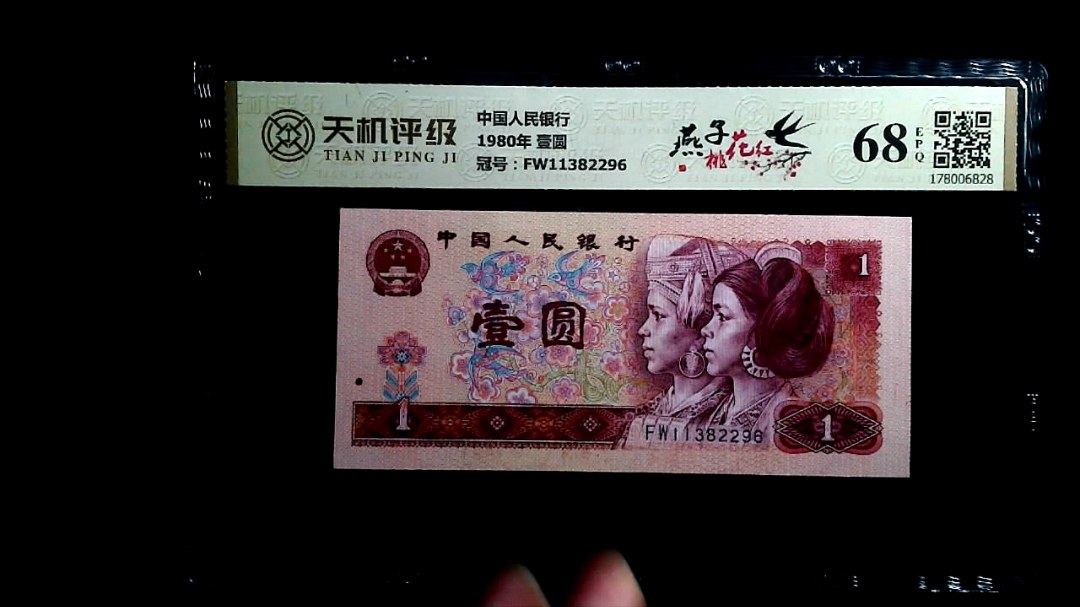 天机评级
TIAN JI PING JI
中国人民银行
1980年 壹圆
冠号：FW11382296
燕子
桃花红
68
EPQ
178006828
中国人民銀行
壹圆
1
1
1
FW11382296